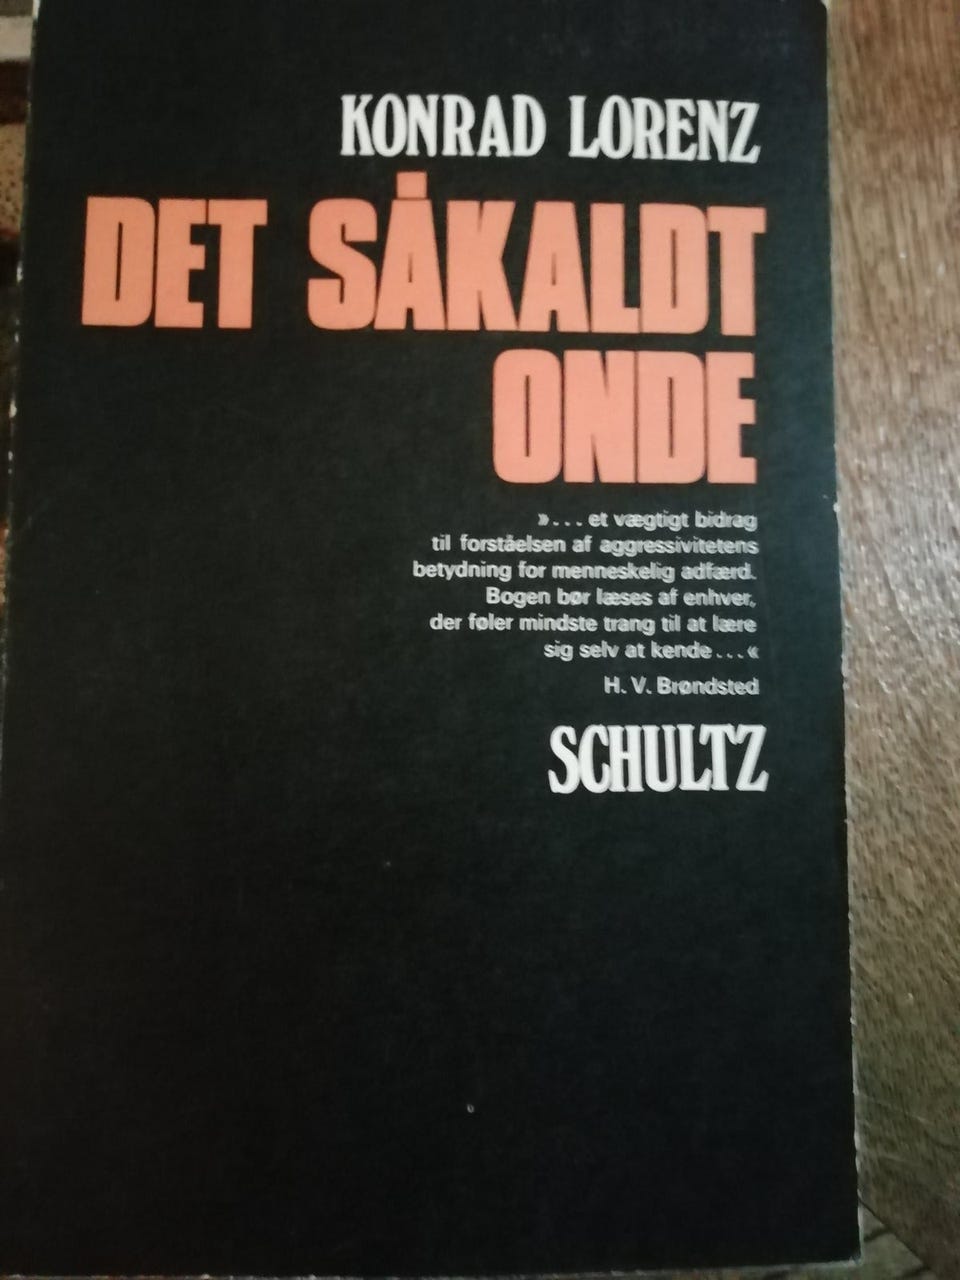 KONRAD LORENZ
DET SÅKALDT
ONDE
»... et vægtigt bidrag
til forståelsen af aggressivitetens
betydning for menneskelig adfærd.
Bogen bør læses af enhver,
der føler mindste trang til at lære
sig selv at kende...«
H. V. Brøndsted
SCHULTZ